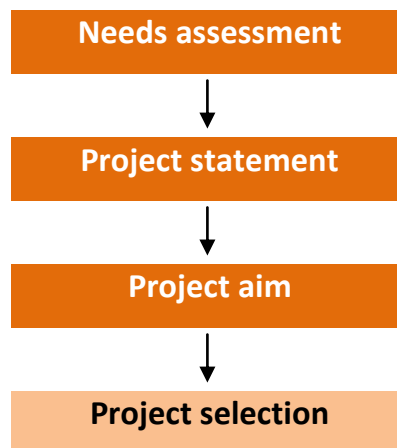 Needs assessment
Project statement
Project aim
Project selection